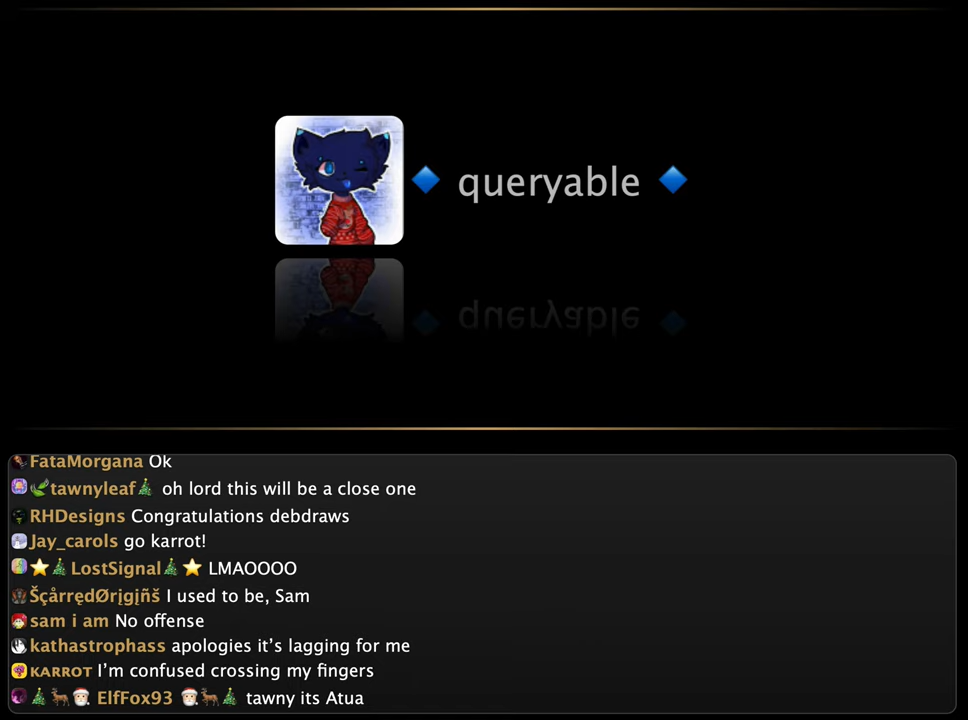 🔷 queryable 🔷
FataMorgana Ok
🌿tawnyleaf🎄 oh lord this will be a close one
RHDesigns Congratulations debdraws
Jay_carols go karrot!
⭐🎄LostSignal🎄⭐ LMAOOOO
ŠçårrędØrįgįñš I used to be, Sam
sam i am No offense
kathastrophass apologies it’s lagging for me
ᴋᴀʀʀᴏᴛ I’m confused crossing my fingers
🎄🦌🎅🏻 ElfFox93 🎅🏻🦌🎄 tawny its Atua